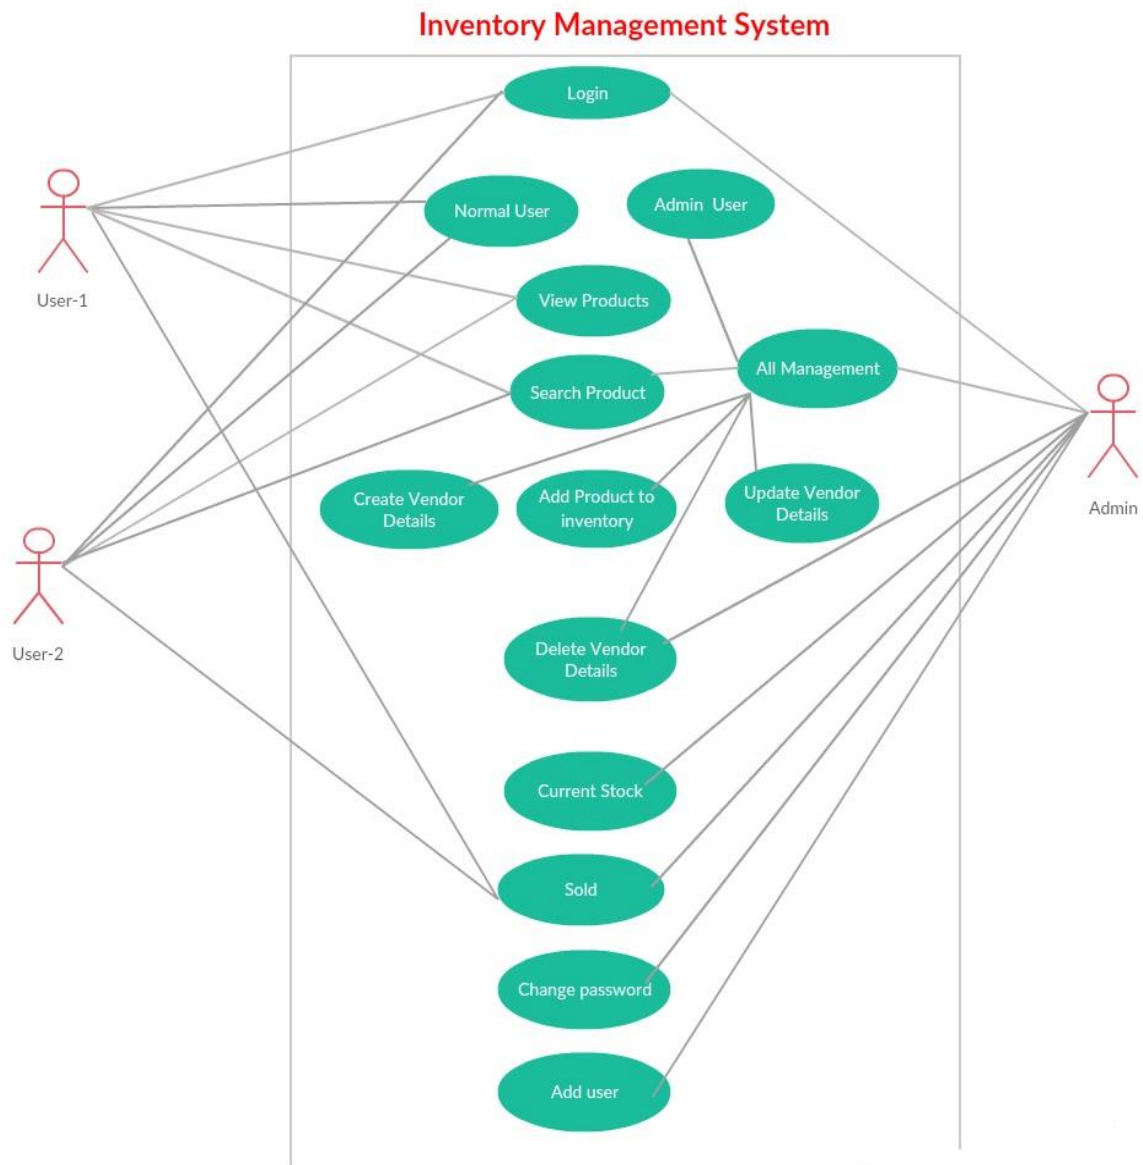 Inventory Management System
Login
Normal User
Admin  User
User-1
View Products
All Management
Search Product
Create Vendor
Details
Add Product to
inventory
Update Vendor
Details
Admin
User-2
Delete Vendor
Details
Current Stock
Sold
Change password
Add user